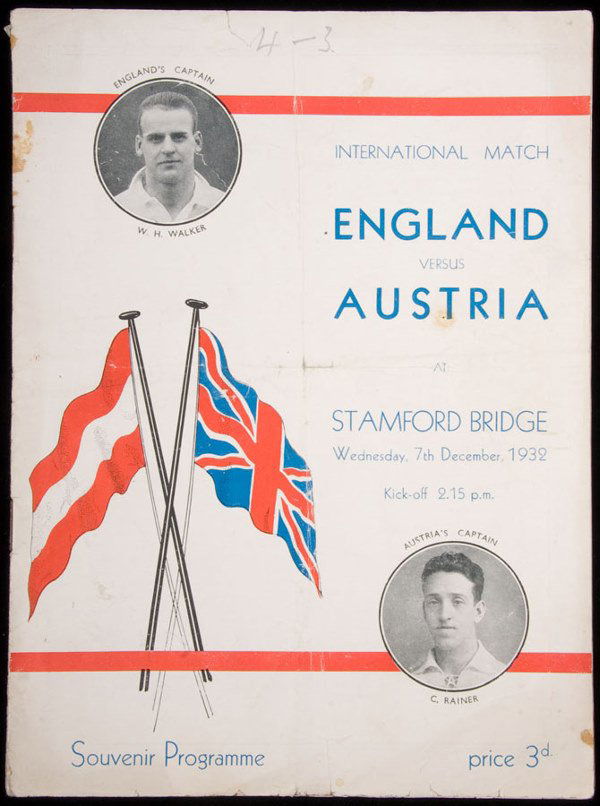 4-3
ENGLAND'S CAPTAIN
W. H. WALKER
INTERNATIONAL MATCH
ENGLAND
VERSUS
AUSTRIA
AT
STAMFORD BRIDGE
Wednesday, 7th December, 1932
Kick-off 2.15 p.m.
AUSTRIA'S CAPTAIN
C. RAINER
Souvenir Programme
price 3d.